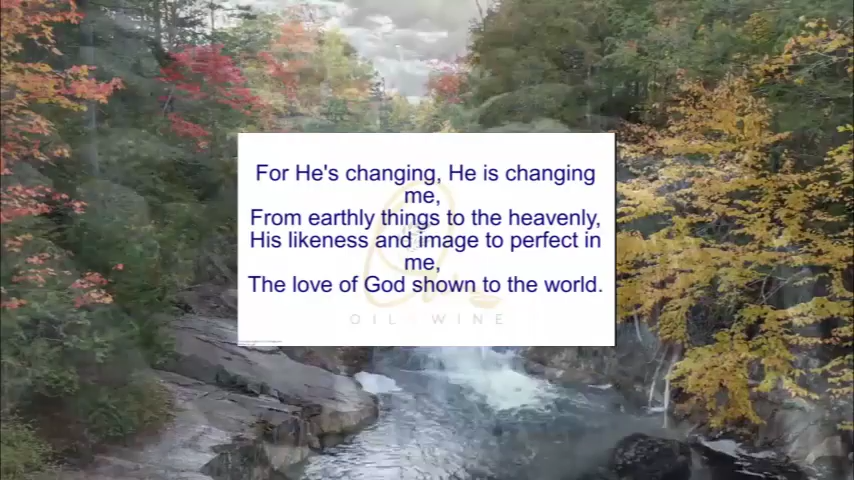 For He's changing, He is changing
me,
From earthly things to the heavenly,
His likeness and image to perfect in
me,
The love of God shown to the world.
OIL WINE